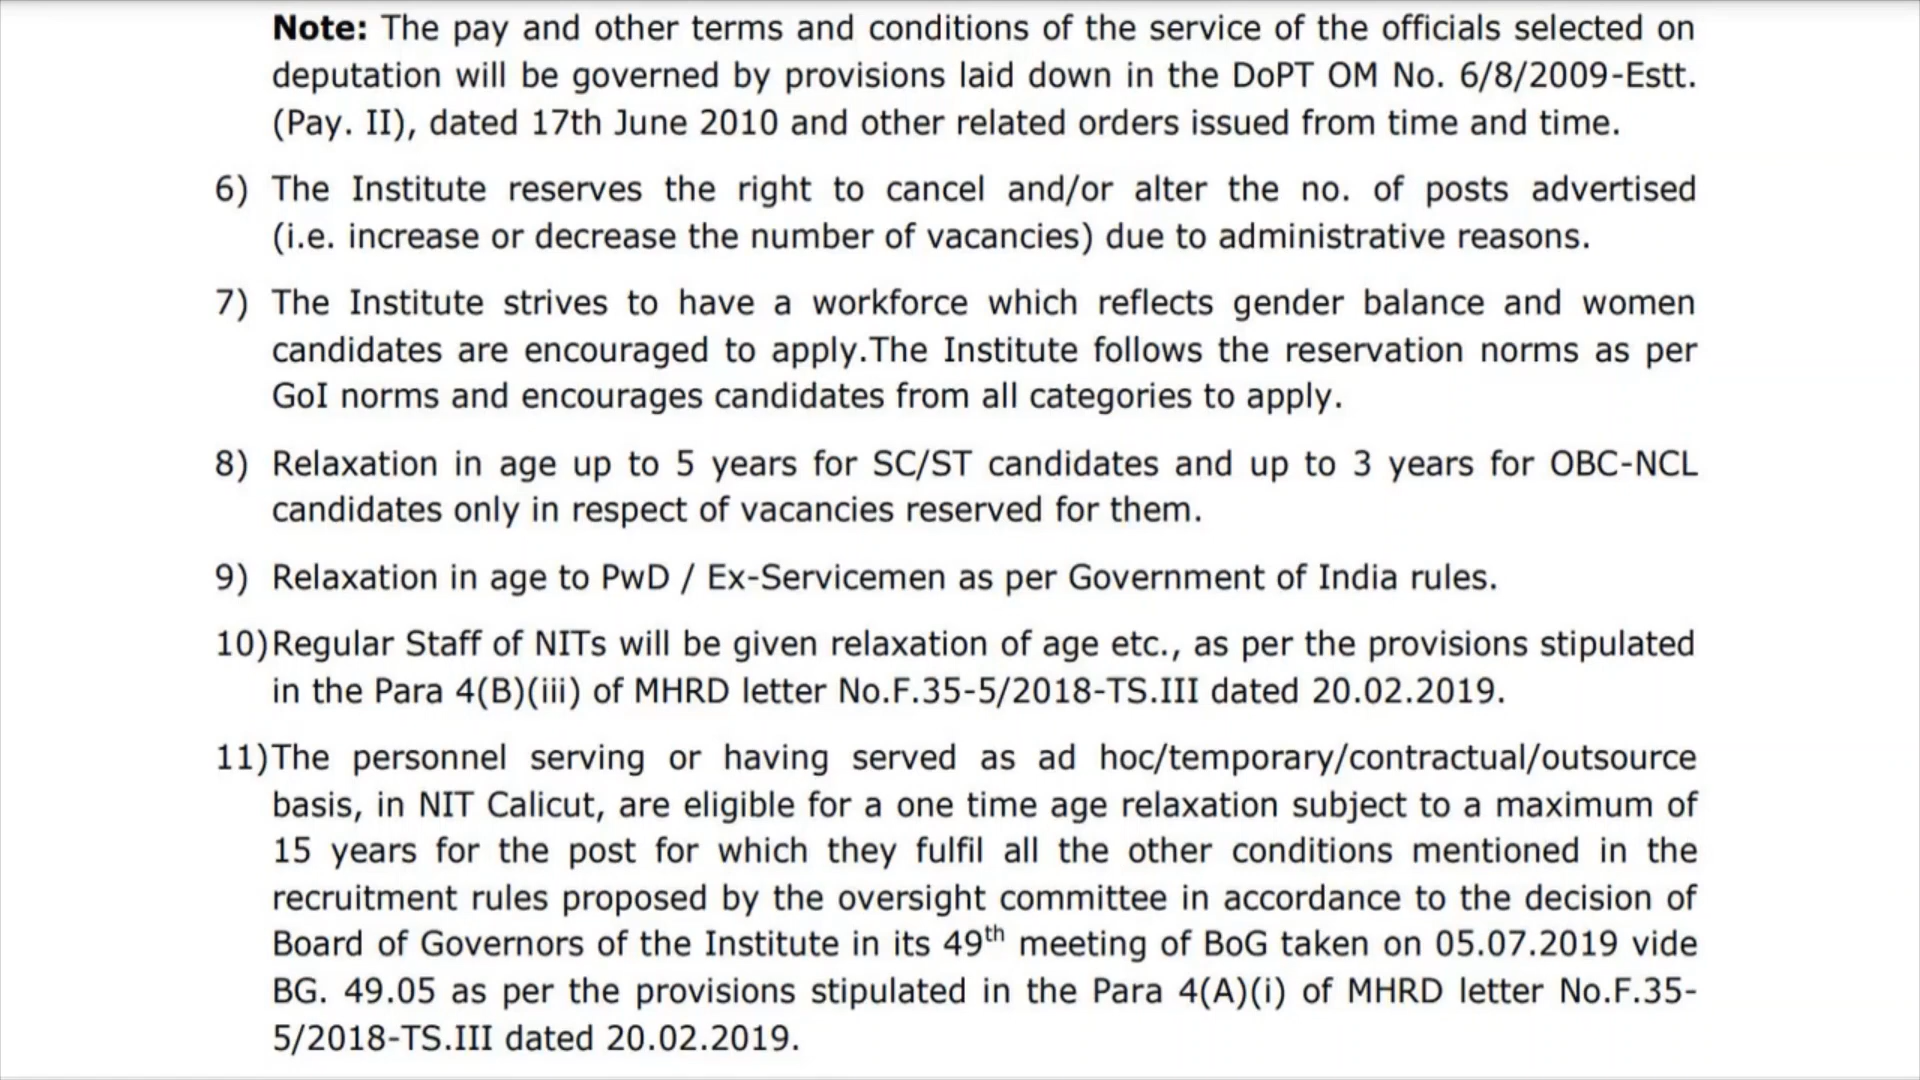 Note: The pay and other terms and conditions of the service of the officials selected on
deputation will be governed by provisions laid down in the DoPT OM No. 6/8/2009-Estt.
(Pay. II), dated 17th June 2010 and other related orders issued from time and time.
6) The Institute reserves the right to cancel and/or alter the no. of posts advertised
(i.e. increase or decrease the number of vacancies) due to administrative reasons.
7) The Institute strives to have a workforce which reflects gender balance and women
candidates are encouraged to apply.The Institute follows the reservation norms as per
GoI norms and encourages candidates from all categories to apply.
8) Relaxation in age up to 5 years for SC/ST candidates and up to 3 years for OBC-NCL
candidates only in respect of vacancies reserved for them.
9) Relaxation in age to PwD / Ex-Servicemen as per Government of India rules.
10)Regular Staff of NITs will be given relaxation of age etc., as per the provisions stipulated
in the Para 4(B)(iii) of MHRD letter No.F.35-5/2018-TS.III dated 20.02.2019.
11)The personnel serving or having served as ad hoc/temporary/contractual/outsource
basis, in NIT Calicut, are eligible for a one time age relaxation subject to a maximum of
15 years for the post for which they fulfil all the other conditions mentioned in the
recruitment rules proposed by the oversight committee in accordance to the decision of
Board of Governors of the Institute in its 49th meeting of BoG taken on 05.07.2019 vide
BG. 49.05 as per the provisions stipulated in the Para 4(A)(i) of MHRD letter No.F.35-
5/2018-TS.III dated 20.02.2019.